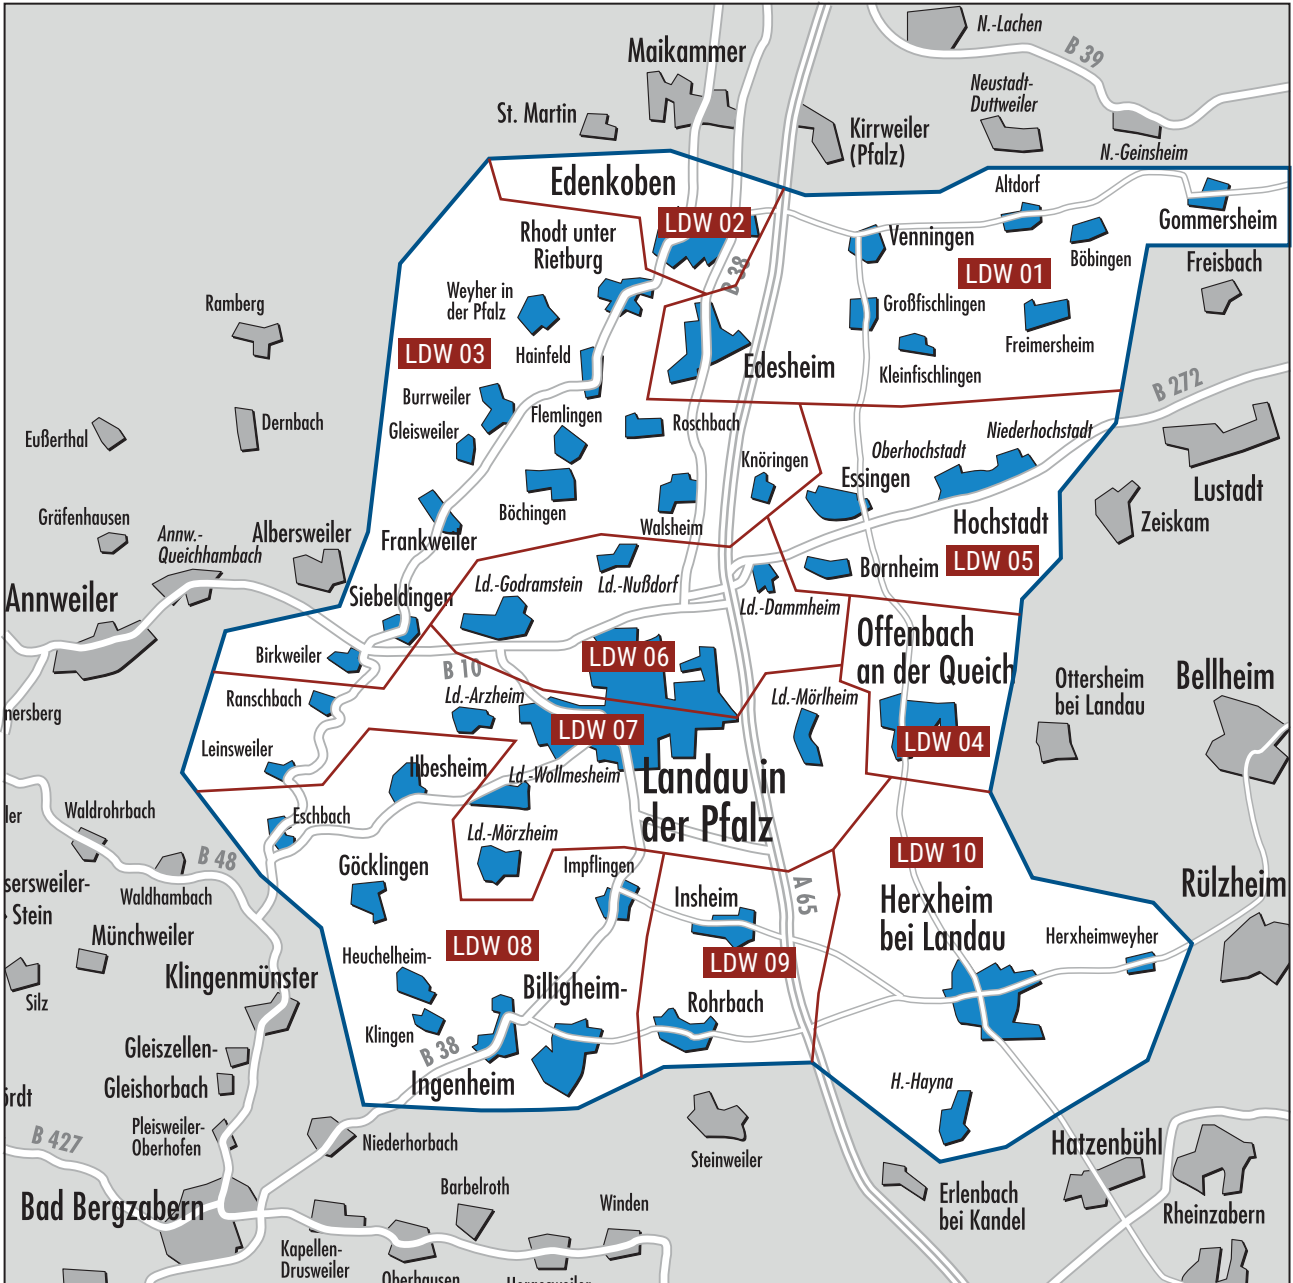 N.-Lachen
B 39
Maikammer
Neustadt-
Duttweiler
St. Martin
Kirrweiler
(Pfalz)
N.-Geinsheim
Edenkoben
Altdorf
LDW 02
Gommersheim
Rhodt unter
Rietburg
Venningen
Böbingen
Freisbach
LDW 01
B 38
Weyher in
der Pfalz
Großfischlingen
Ramberg
LDW 03
Hainfeld
Freimersheim
Edesheim
Kleinfischlingen
B 272
Burrweiler
Flemlingen
Roschbach
Dernbach
Eußerthal
Gleisweiler
Niederhochstadt
Oberhochstadt
Knöringen
Essingen
Lustadt
Böchingen
Walsheim
Hochstadt
Zeiskam
Gräfenhausen
Annw.-
Queichhambach
Albersweiler
Frankweiler
LDW 05
Bornheim
Ld.-Godramstein
Ld.-Nußdorf
Ld.-Dammheim
Annweiler
Siebeldingen
Offenbach
an der Queich
Birkweiler
LDW 06
B 10
Ottersheim
bei Landau
Bellheim
Ranschbach
Ld.-Arzheim
Ld.-Mörlheim
nersberg
LDW 07
LDW 04
Leinsweiler
Ilbesheim
Ld.-Wollmesheim
Landau in
der Pfalz
ler
Waldrohrbach
Eschbach
Ld.-Mörzheim
B 48
Göcklingen
Impflingen
LDW 10
sersweiler-
Stein
Waldhambach
A 65
Insheim
Herxheim
bei Landau
Rülzheim
Münchweiler
LDW 08
Herxheimweyher
Heuchelheim-
LDW 09
Klingenmünster
Silz
Billigheim-
Rohrbach
Klingen
B 38
Gleiszellen-
Gleishorbach
Ingenheim
H.-Hayna
ördt
Pleisweiler-
Oberhofen
B 427
Niederhorbach
Steinweiler
Hatzenbühl
Bad Bergzabern
Barbelroth
Winden
Erlenbach
bei Kandel
Rheinzabern
Kapellen-
Drusweiler
Oberhausen